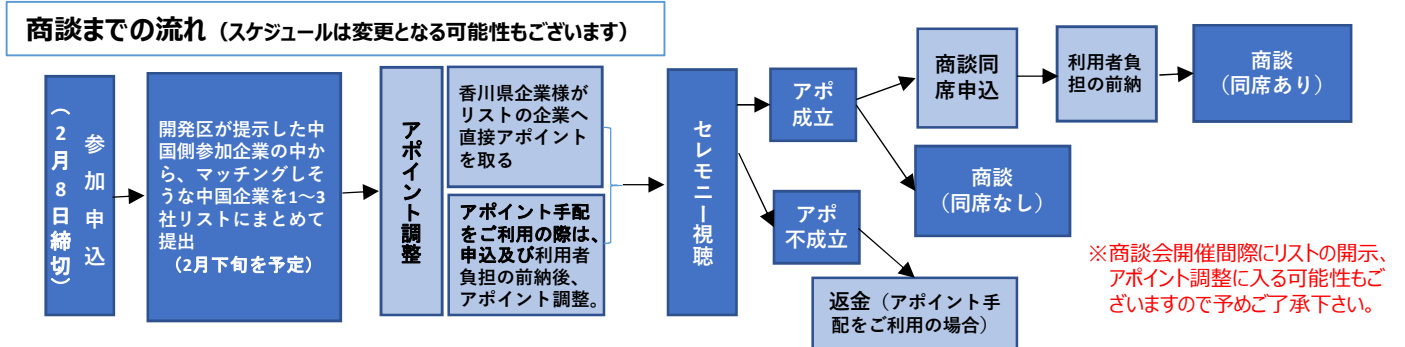 商談までの流れ（スケジュールは変更となる可能性もございます）
参加申込
（2月8日締切）
開発区が提示した中
国側参加企業の中か
ら、マッチングしそ
うな中国企業を1～3
社リストにまとめて
提出
（2月下旬を予定）
アポイント調整
香川県企業様が
リストの企業へ
直接アポイント
を取る
アポイント手配
をご利用の際は、
申込及び利用者
負担の前納後、
アポイント調整。
セレモニー視聴
アポ
成立
アポ
不成立
商談同
席申込
利用者負
担の前納
商談
（同席あり）
商談
（同席なし）
返金（アポイント手
配をご利用の場合）
※商談会開催間際にリストの開示、
アポイント調整に入る可能性もご
ざいますので予めご了承下さい。